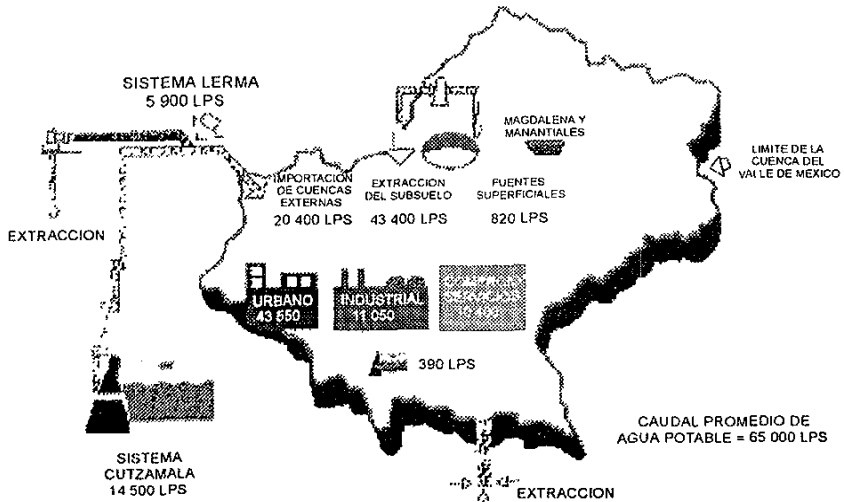 SISTEMA LERMA
5 900 LPS
MAGDALENA Y
MANANTIALES
LIMITE DE LA
CUENCA DEL
VALLE DE MEXICO
IMPORTACION
DE CUENCAS
EXTERNAS
20 400 LPS
EXTRACCION
DEL SUBSUELO
43 400 LPS
FUENTES
SUPERFICIALES
820 LPS
EXTRACCION
URBANO
43 550
INDUSTRIAL
11 050
SERVICIOS
390 LPS
CAUDAL PROMEDIO DE
AGUA POTABLE = 65 000 LPS
SISTEMA
CUTZAMALA
14 500 LPS
EXTRACCION